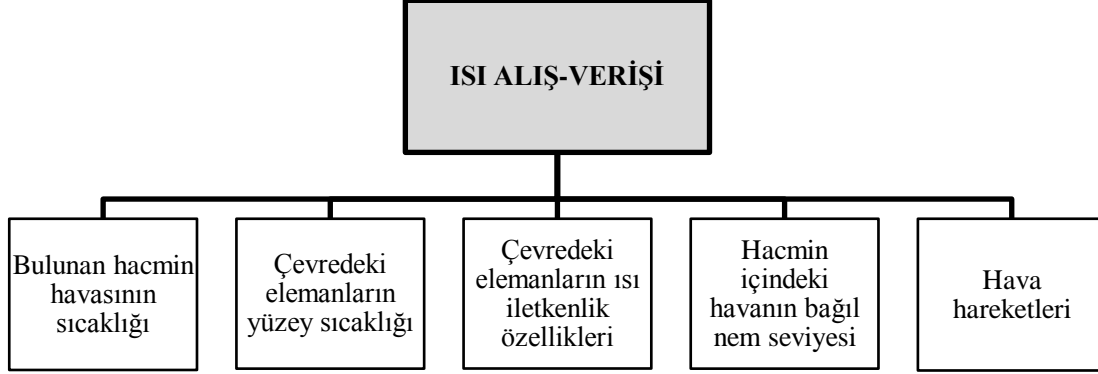 ISI ALIŞ-VERİŞİ
Bulunan hacmin
havasının
sıcaklığı
Çevredeki
elemanların
yüzey sıcaklığı
Çevredeki
elemanların ısı
iletkenlik
özellikleri
Hacmin
içindeki
havanın bağıl
nem seviyesi
Hava
hareketleri